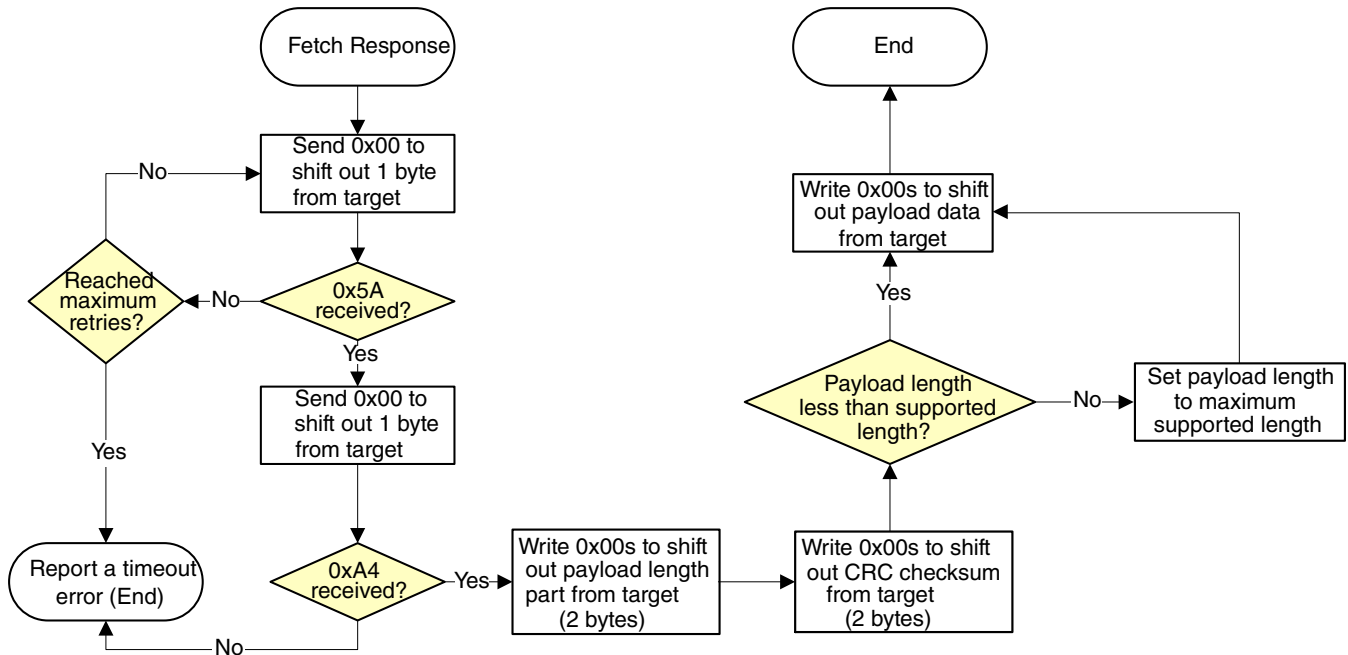 Fetch Response
Send 0x00 to
shift out 1 byte
from target
No
Reached
maximum
retries?
No
0x5A
received?
Yes
Send 0x00 to
shift out 1 byte
from target
Yes
Report a timeout
error (End)
0xA4
received?
No
Yes
Write 0x00s to shift
out payload length
part from target
(2 bytes)
Write 0x00s to shift
out CRC checksum
from target
(2 bytes)
Payload length
less than supported
length?
No
Set payload length
to maximum
supported length
Yes
Write 0x00s to shift
out payload data
from target
End